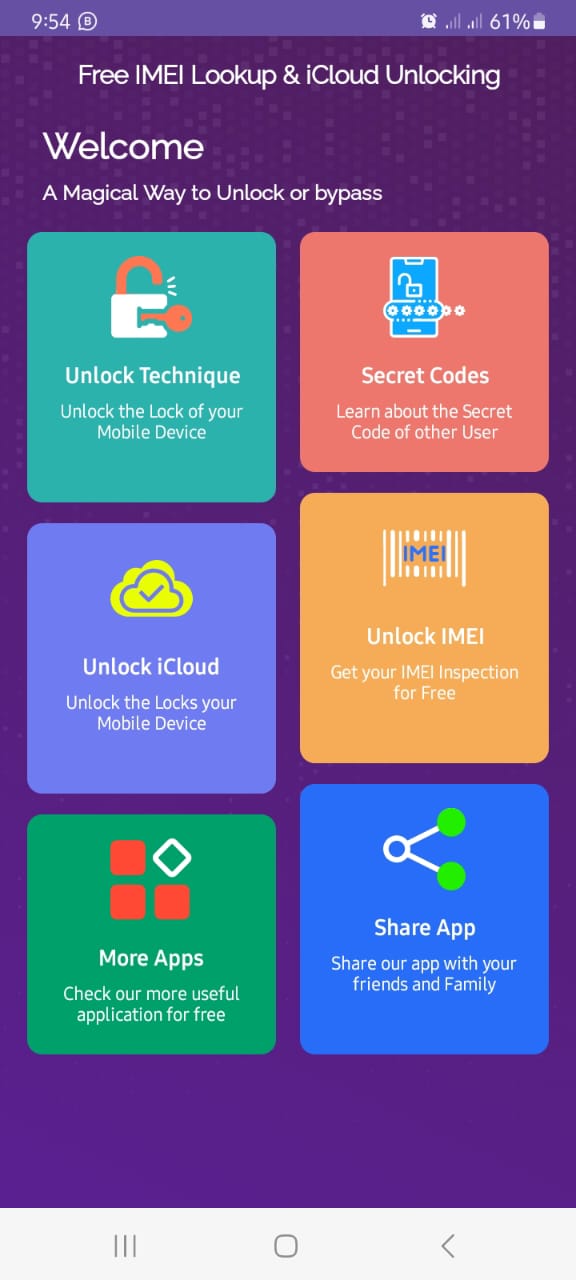 9:54
61%
Free IMEI Lookup & iCloud Unlocking
Welcome
A Magical Way to Unlock or bypass
Unlock Technique
Unlock the Lock of your
Mobile Device
Secret Codes
Learn about the Secret
Code of other User
Unlock iCloud
Unlock the Locks your
Mobile Device
IMEI
Unlock IMEI
Get your IMEI Inspection
for Free
More Apps
Check our more useful
application for free
Share App
Share our app with your
friends and Family